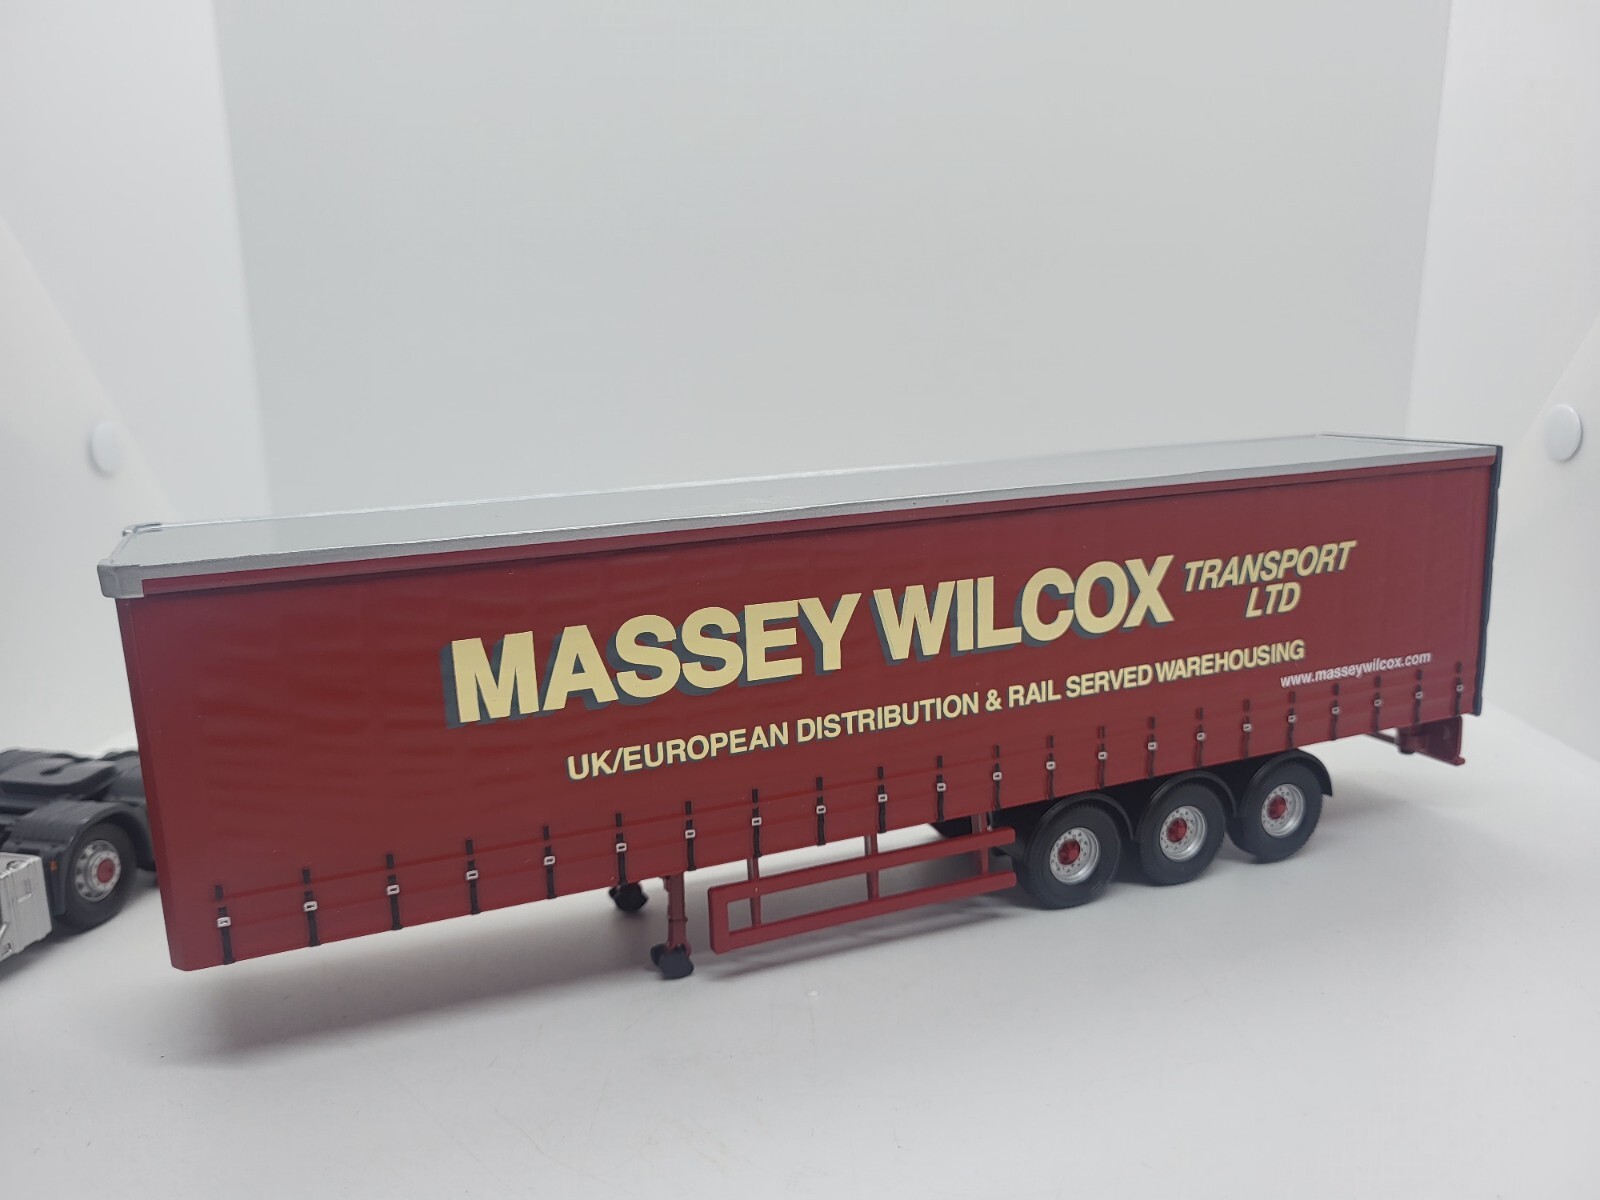 MASSEY WILCOX TRANSPORT
LTD
UK/EUROPEAN DISTRIBUTION & RAIL SERVED WAREHOUSING
www.masseywilcox.com